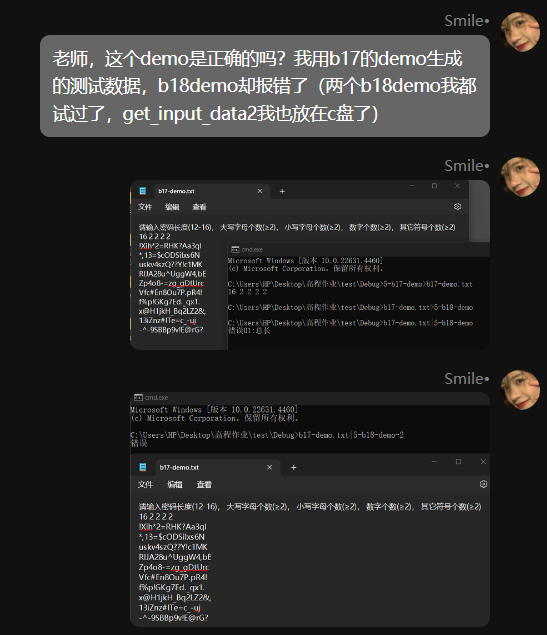 Smile•
老师，这个demo是正确的吗？我用b17的demo生成
的测试数据，b18demo却报错了（两个b18demo我都
试过了，get_input_data2我也放在c盘了）
Smile•
b17-demo.txt
文件 编辑 查看
请输入密码长度(12-16)， 大写字母个数(≥2)， 小写字母个数(≥2)， 数字个数(≥2)， 其它符号个数(≥2)
16 2 2 2 2
!Xih*2=RHK?Aa3ql
*,13=$cODSilxs6N
uskv4szQ??Y!c1MK
RIJA28u^UggW4,bE
Zp4o8-=zg_gDtUrc
Vfc#En8Ou7P.pR4!
f%p!GKg7Ed._qx1.
x@H1jkH_Bq2LZ2&,
13iZnz#ITe=c_-uj
-^-9SBBp9v!E@rG?
cmd.exe
Microsoft Windows [版本 10.0.22631.4460]
(c) Microsoft Corporation。保留所有权利。
C:\Users\HP\Desktop\高程作业\test\Debug>5-b17-demo>b17-demo.txt
16 2 2 2 2
C:\Users\HP\Desktop\高程作业\test\Debug>b17-demo.txt|5-b18-demo
C:\Users\HP\Desktop\高程作业\test\Debug>b17-demo.txt|5-b18-demo
错误01:总长
Smile•
cmd.exe
Microsoft Windows [版本 10.0.22631.4460]
(c) Microsoft Corporation。保留所有权利。
C:\Users\HP\Desktop\高程作业\test\Debug>b17-demo.txt|5-b18-demo-2
错误
b17-demo.txt
文件 编辑 查看
请输入密码长度(12-16)， 大写字母个数(≥2)， 小写字母个数(≥2)， 数字个数(≥2)， 其它符号个数(≥2)
16 2 2 2 2
!Xih*2=RHK?Aa3ql
*,13=$cODSilxs6N
uskv4szQ??Y!c1MK
RIJA28u^UggW4,bE
Zp4o8-=zg_gDtUrc
Vfc#En8Ou7P.pR4!
f%p!GKg7Ed._qx1.
x@H1jkH_Bq2LZ2&,
13iZnz#ITe=c_-uj
-^-9SBBp9v!E@rG?